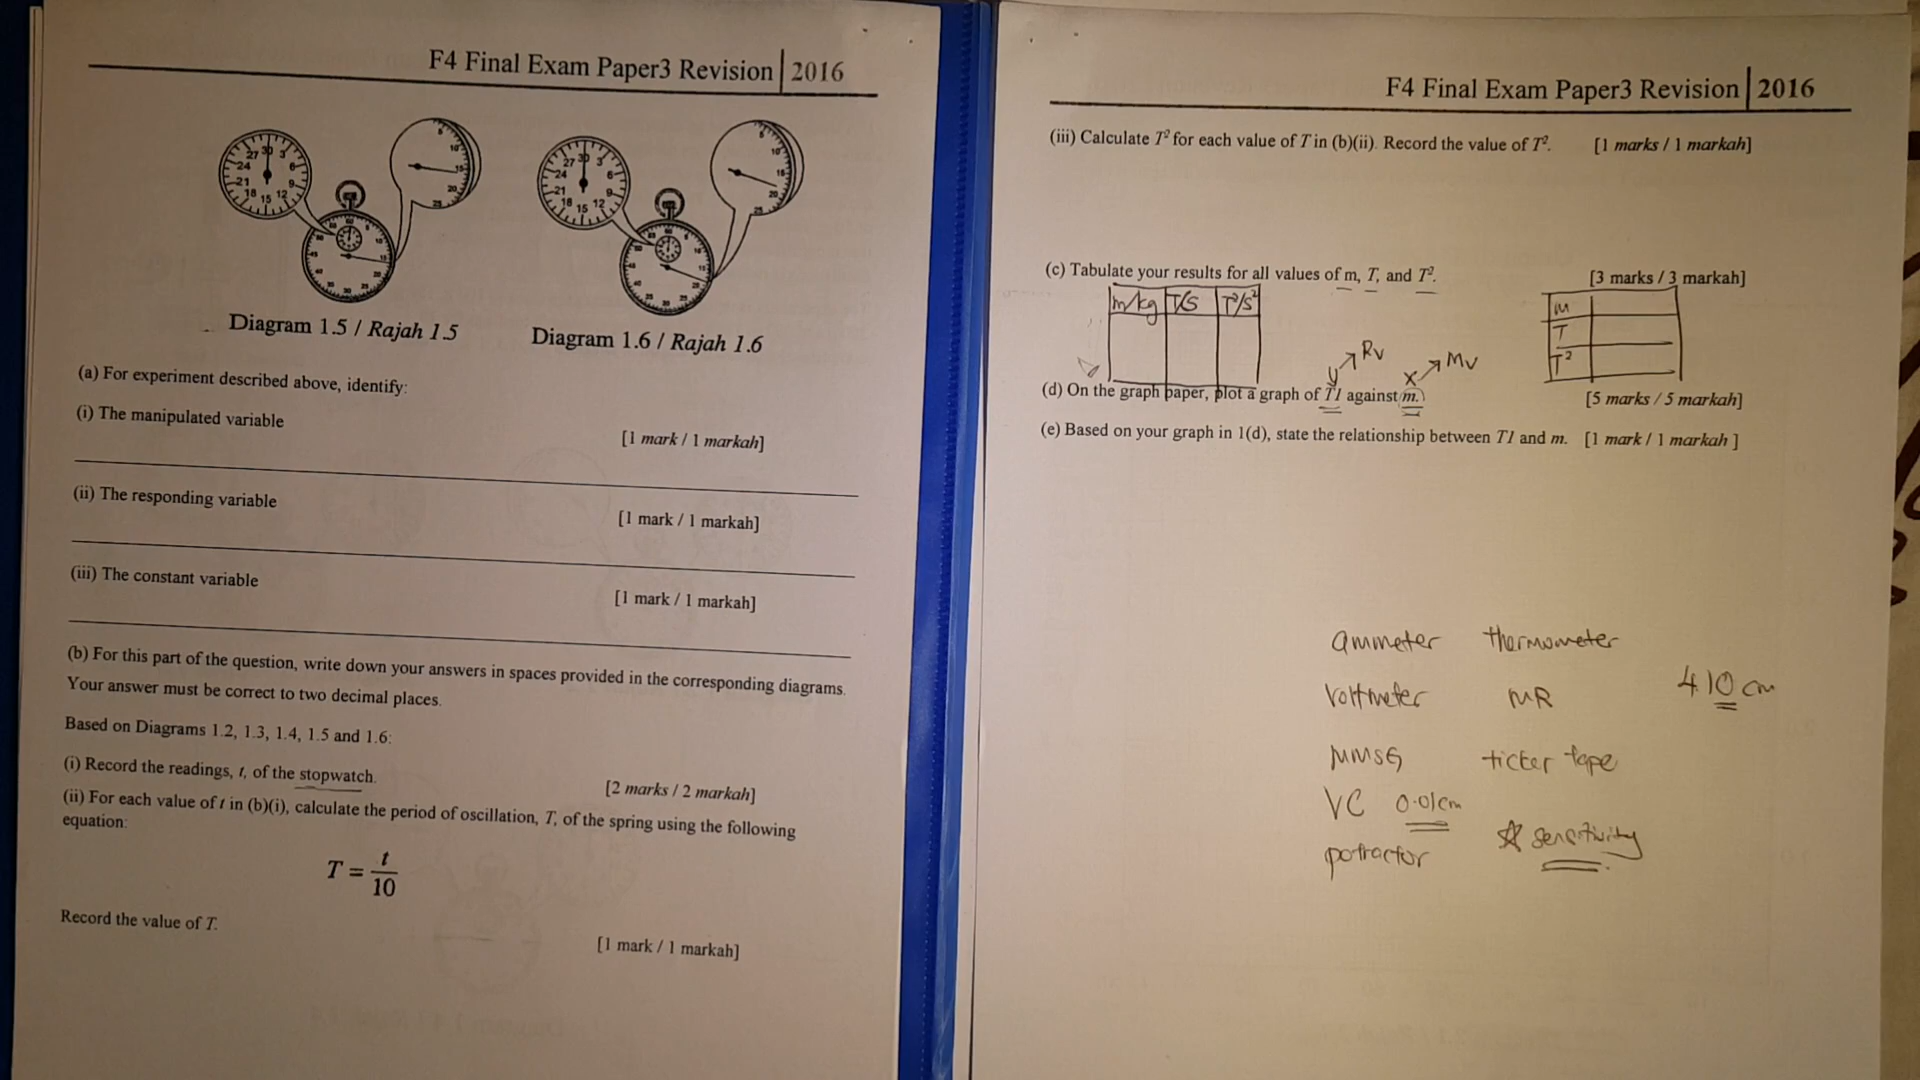 F4 Final Exam Paper3 Revision | 2016
Diagram 1.5 / Rajah 1.5
Diagram 1.6 / Rajah 1.6
(a) For experiment described above, identify:
(i) The manipulated variable
[1 mark / 1 markah]
(ii) The responding variable
[1 mark / 1 markah]
(iii) The constant variable
[1 mark / 1 markah]
(b) For this part of the question, write down your answers in spaces provided in the corresponding diagrams.
Your answer must be correct to two decimal places.
Based on Diagrams 1.2, 1.3, 1.4, 1.5 and 1.6:
(i) Record the readings, t, of the stopwatch.
[2 marks / 2 markah]
(ii) For each value of t in (b)(i), calculate the period of oscillation, T, of the spring using the following
equation:
T = t/10
Record the value of T.
[1 mark / 1 markah]
F4 Final Exam Paper3 Revision | 2016
(iii) Calculate T² for each value of T in (b)(ii). Record the value of T². [1 marks / 1 markah]
(c) Tabulate your results for all values of m, T, and T². [3 marks / 3 markah]
m/kg T/s T²/s²
m
T
T²
y → RV
x → MV
(d) On the graph paper, plot a graph of T1 against m. [5 marks / 5 markah]
(e) Based on your graph in 1(d), state the relationship between T1 and m. [1 mark / 1 markah ]
ammeter thermometer
voltmeter MR 4.10 cm
MMSG ticker tape
VC 0.01cm
potractor ☆ sensitivity